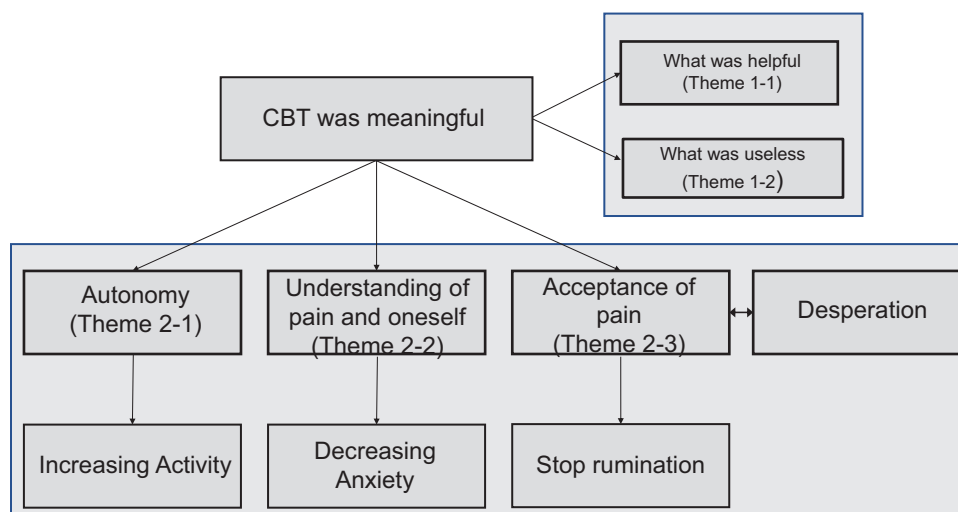 What was helpful
(Theme 1-1)
CBT was meaningful
What was useless
(Theme 1-2)
Autonomy
(Theme 2-1)
Understanding of
pain and oneself
(Theme 2-2)
Acceptance of
pain
(Theme 2-3)
Desperation
Increasing Activity
Decreasing
Anxiety
Stop rumination